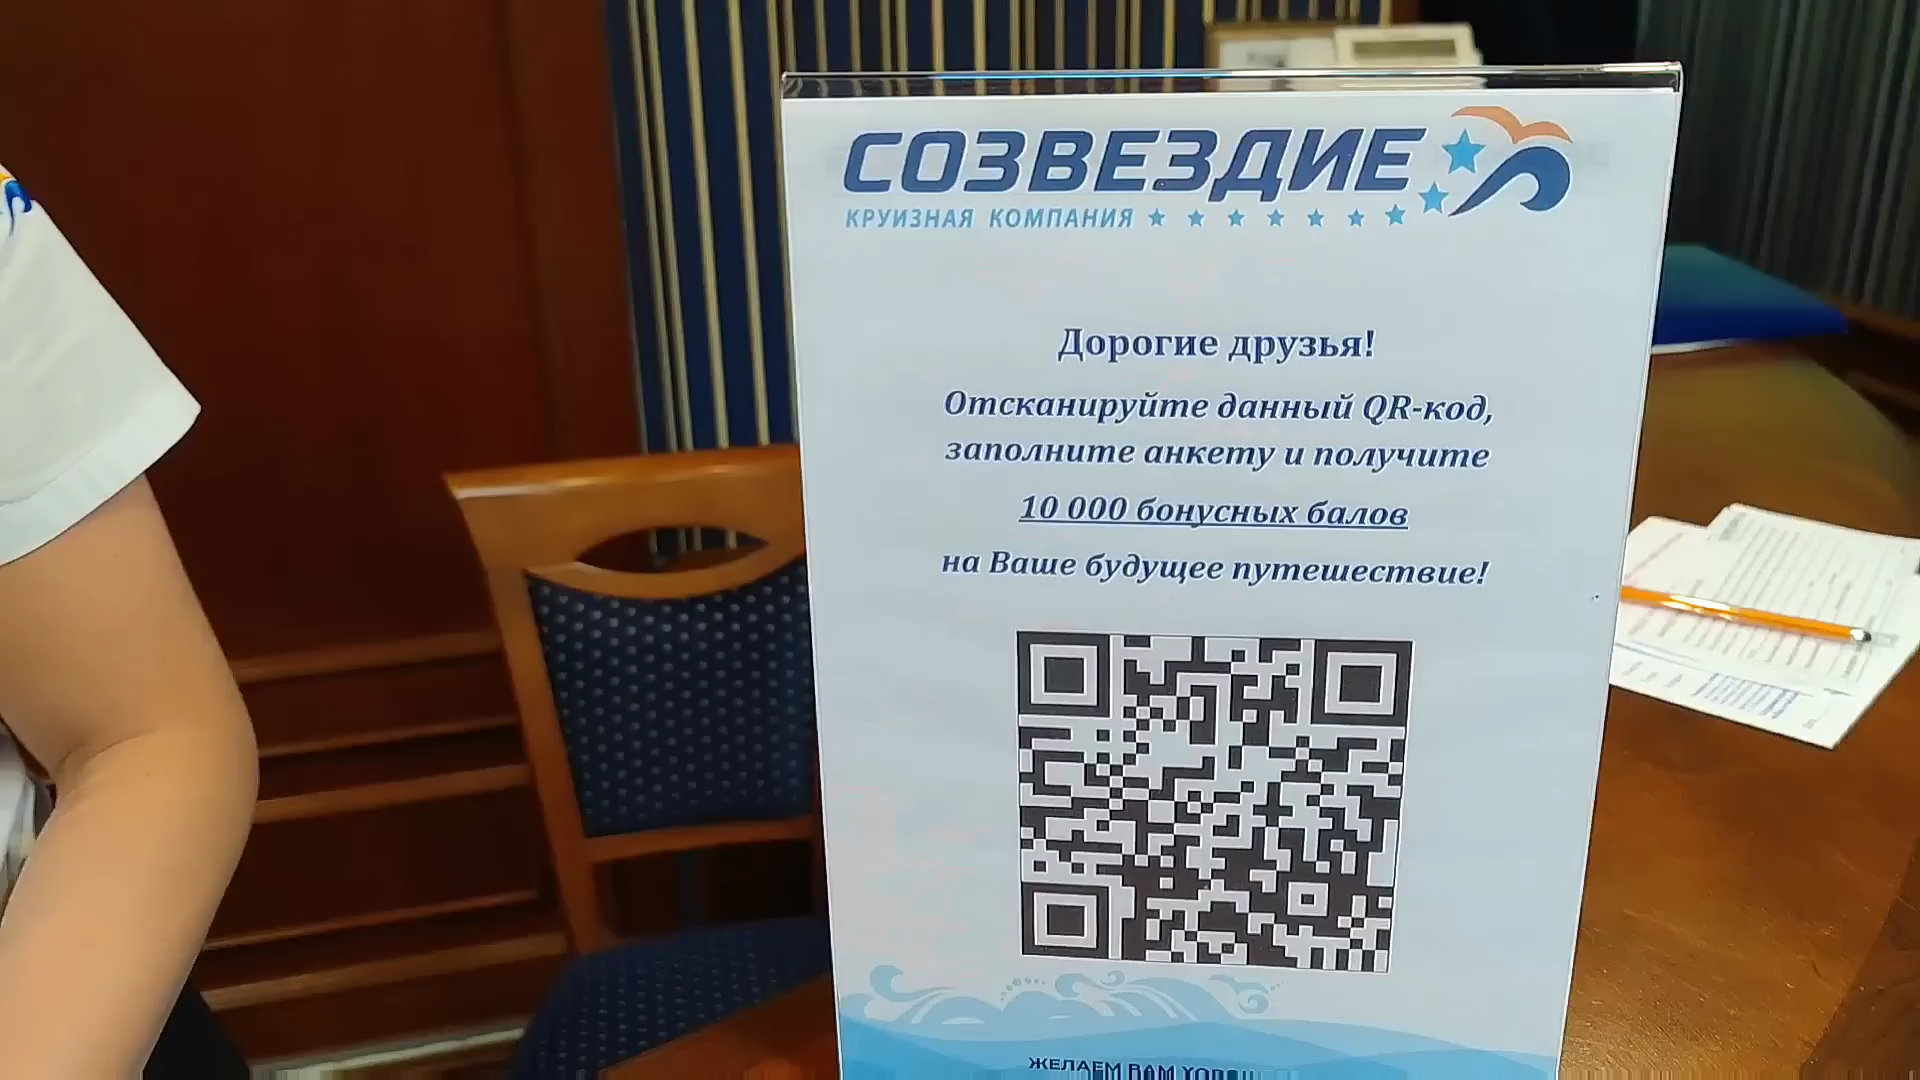 СОЗВЕЗДИЕ
КРУИЗНАЯ КОМПАНИЯ
Дорогие друзья!
Отсканируйте данный QR-код,
заполните анкету и получите
10 000 бонусных балов
на Ваше будущее путешествие!
ЖЕЛАЕМ ВАМ